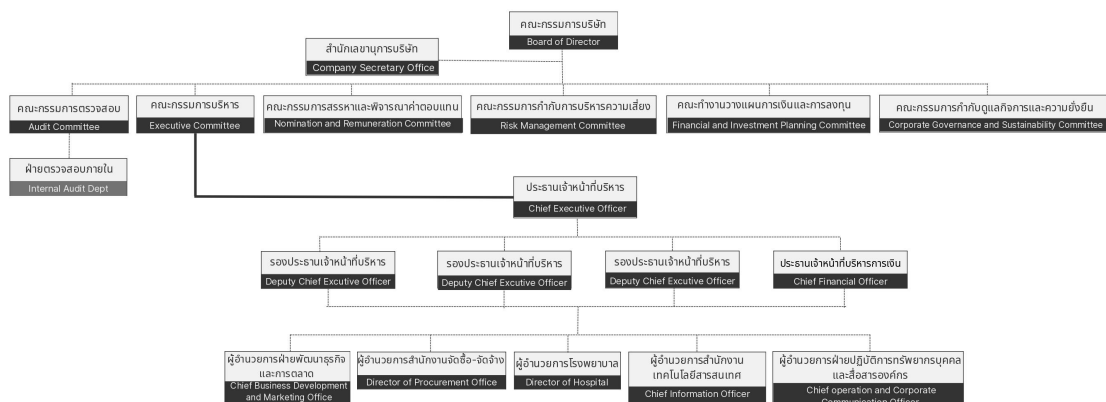 คณะกรรมการบริษัท
Board of Director
สำนักเลขานุการบริษัท
Company Secretary Office
คณะกรรมการตรวจสอบ
Audit Committee
คณะกรรมการบริหาร
Executive Committee
คณะกรรมการสรรหาและพิจารณาค่าตอบแทน
Nomination and Remuneration Committee
คณะกรรมการกำกับการบริหารความเสี่ยง
Risk Management Committee
คณะทำงานวางแผนการเงินและการลงทุน
Financial and Investment Planning Committee
คณะกรรมการกำกับดูแลกิจการและความยั่งยืน
Corporate Governance and Sustainability Committee
ฝ่ายตรวจสอบภายใน
Internal Audit Dept
ประธานเจ้าหน้าที่บริหาร
Chief Executive Officer
รองประธานเจ้าหน้าที่บริหาร
Deputy Chief Excutive Officer
รองประธานเจ้าหน้าที่บริหาร
Deputy Chief Excutive Officer
รองประธานเจ้าหน้าที่บริหาร
Deputy Chief Excutive Officer
ประธานเจ้าหน้าที่บริหารการเงิน
Chief Financial Officer
ผู้อำนวยการฝ่ายพัฒนาธุรกิจ
และการตลาด
Chief Business Development
and Marketing Office
ผู้อำนวยการสำนักงานจัดซื้อ-จัดจ้าง
Director of Procurement Office
ผู้อำนวยการโรงพยาบาล
Director of Hospital
ผู้อำนวยการสำนักงาน
เทคโนโลยีสารสนเทศ
Chief Information Officer
ผู้อำนวยการฝ่ายปฏิบัติการทรัพยากรบุคคล
และสื่อสารองค์กร
Chief operation and Corporate
Communication Officer